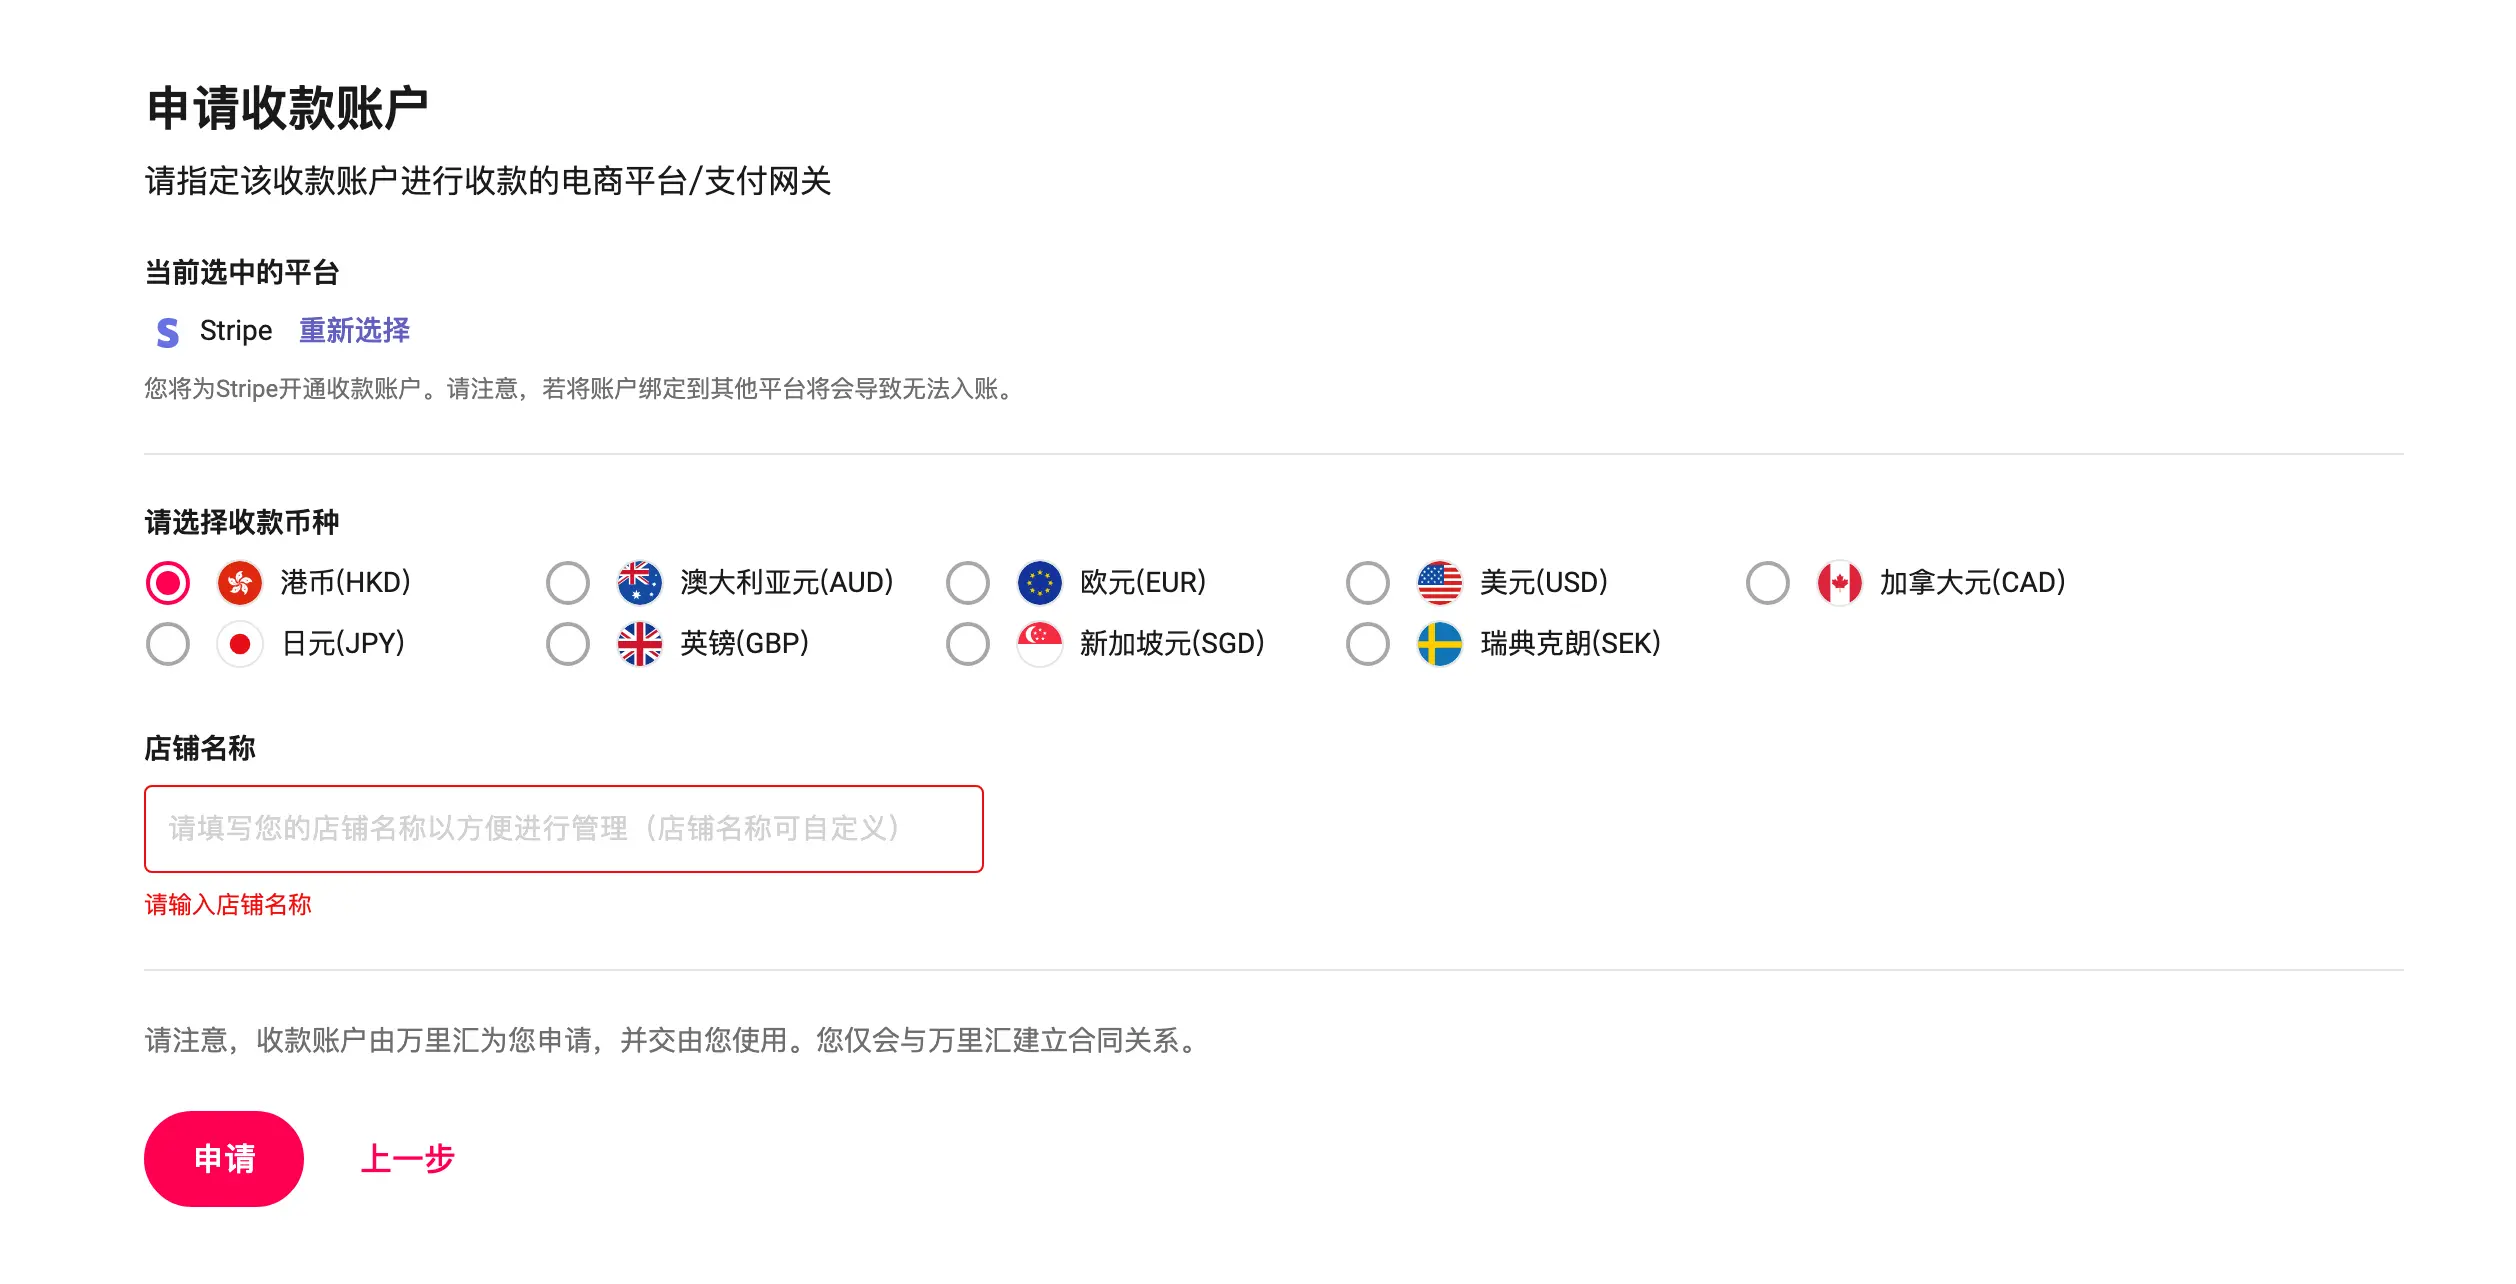 申请收款账户
请指定该收款账户进行收款的电商平台/支付网关
当前选中的平台
Stripe 重新选择
您将为Stripe开通收款账户。请注意，若将账户绑定到其他平台将会导致无法入账。
请选择收款币种
港币(HKD) 澳大利亚元(AUD) 欧元(EUR) 美元(USD) 加拿大元(CAD)
日元(JPY) 英镑(GBP) 新加坡元(SGD) 瑞典克朗(SEK)
店铺名称
请填写您的店铺名称以方便进行管理（店铺名称可自定义）
请输入店铺名称
请注意，收款账户由万里汇为您申请，并交由您使用。您仅会与万里汇建立合同关系。
申请 上一步